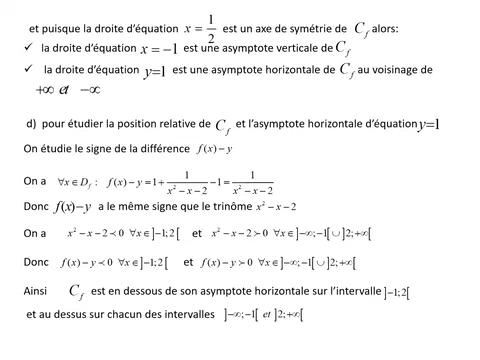 et puisque la droite d’équation x = 1/2 est un axe de symétrie de C_f alors:
✓ la droite d’équation x = −1 est une asymptote verticale de C_f
✓ la droite d’équation y=1 est une asymptote horizontale de C_f au voisinage de
+∞ et −∞
d) pour étudier la position relative de C_f et l’asymptote horizontale d’équation y=1
On étudie le signe de la différence f(x) − y
On a ∀x ∈ D_f : f(x) − y = 1 + 1/(x² − x − 2) − 1 = 1/(x² − x − 2)
Donc f(x)−y a le même signe que le trinôme x² − x − 2
On a x² − x − 2 ≺ 0 ∀x ∈ ]−1;2[ et x² − x − 2 ≻ 0 ∀x ∈ ]−∞;−1[ ∪ ]2;+∞[
Donc f(x) − y ≺ 0 ∀x ∈ ]−1;2[ et f(x) − y ≻ 0 ∀x ∈ ]−∞;−1[ ∪ ]2;+∞[
Ainsi C_f est en dessous de son asymptote horizontale sur l’intervalle ]−1;2[
et au dessus sur chacun des intervalles ]−∞;−1[ et ]2;+∞[